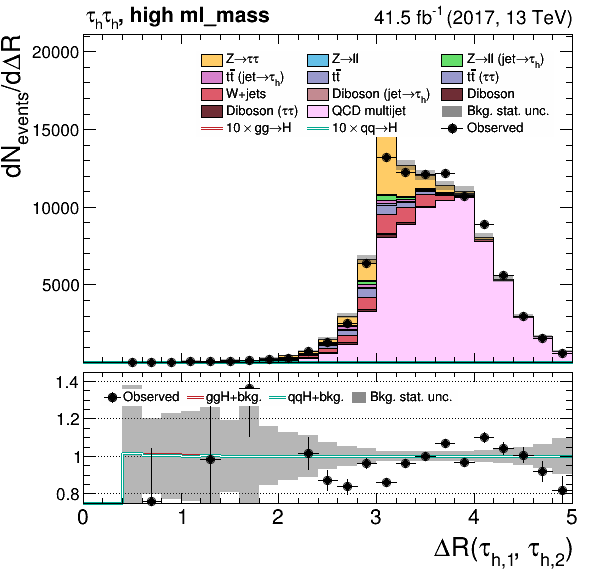 τhτh, high ml_mass 41.5 fb-1 (2017, 13 TeV)
dNevents/dΔR
20000
15000
10000
5000
Z→ττ Z→ll Z→ll (jet→τh)
tt̄ (jet→τh) tt̄ tt̄ (ττ)
W+jets Diboson (jet→τh) Diboson
Diboson (ττ) QCD multijet Bkg. stat. unc.
10×gg→H 10×qq→H Observed
1.4
1.2
1.0
0.8
Observed ggH+bkg. qqH+bkg. Bkg. stat. unc.
0 1 2 3 4 5
ΔR(τh,1, τh,2)